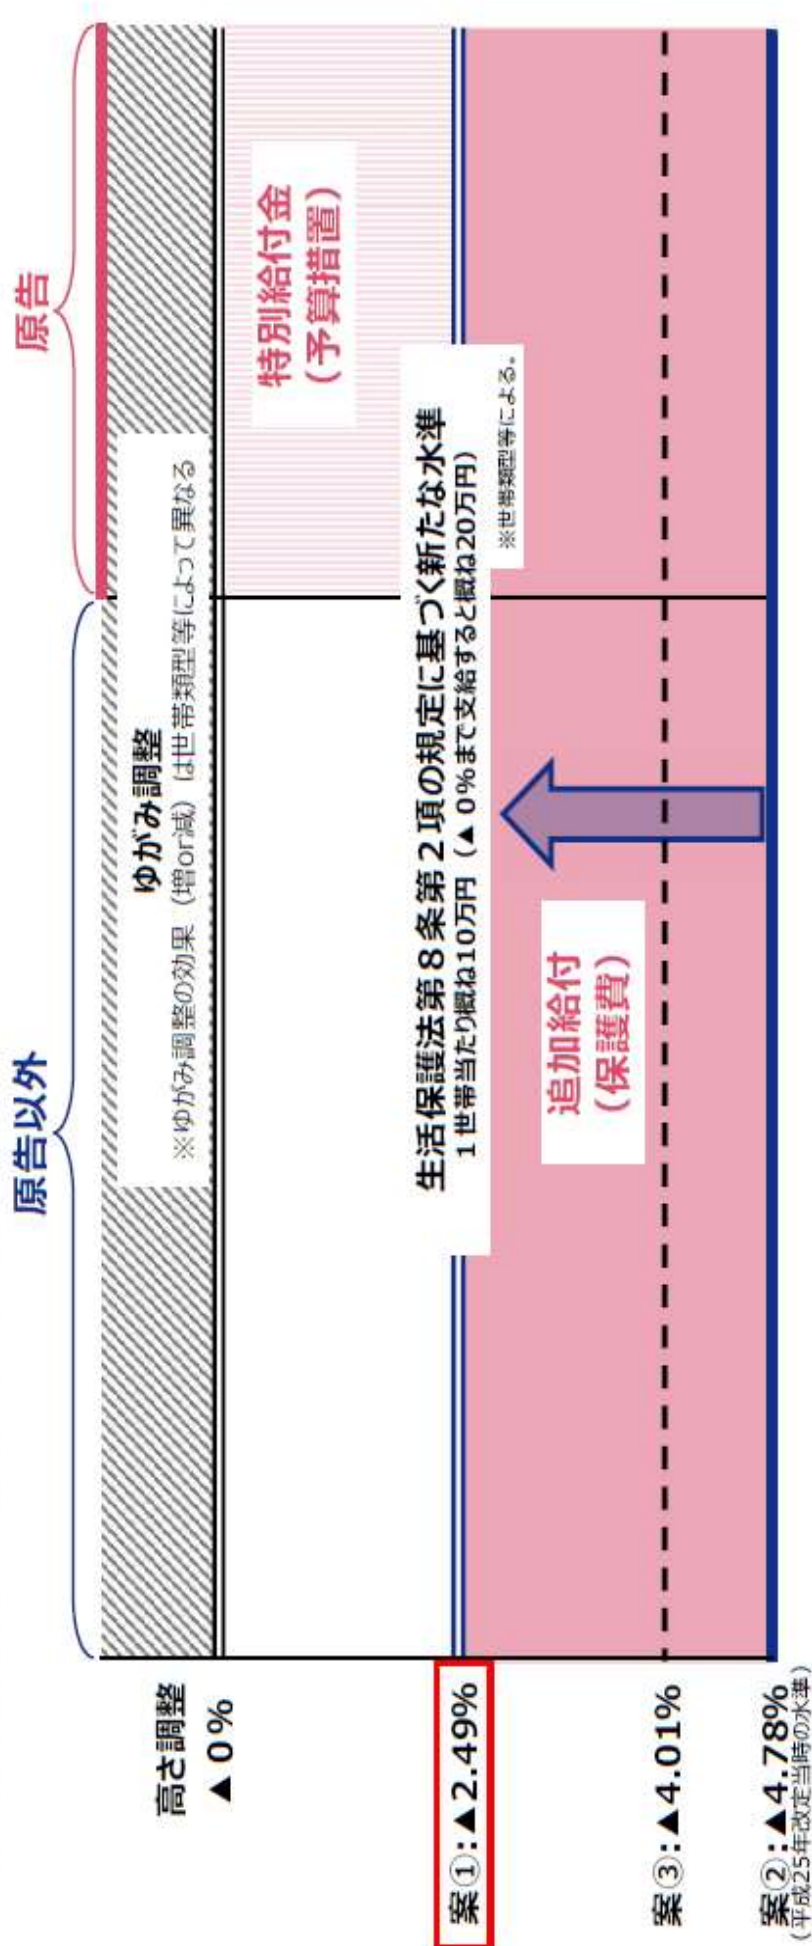 原告以外
原告
高さ調整
▲0%
ゆがみ調整
※ゆがみ調整の効果（増or減）は世帯類型等によって異なる
特別給付金
（予算措置）
案①:▲2.49%
生活保護法第８条第２項の規定に基づく新たな水準
１世帯当たり概ね10万円（▲０％まで支給すると概ね20万円）
※世帯類型等による。
追加給付
（保護費）
案③:▲4.01%
案②:▲4.78%
（平成25年改定当時の水準）